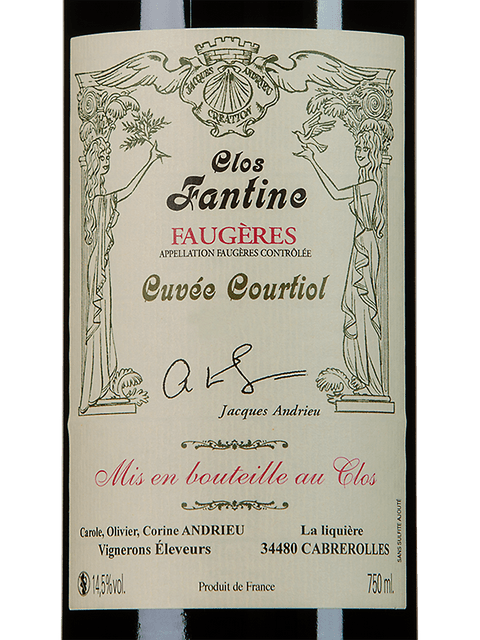 JACQUES ANDRIEU
CREATION
Clos
Fantine
FAUGÈRES
APPELLATION FAUGÈRES CONTRÔLÉE
Cuvée Courtiol
Jacques Andrieu
Mis en bouteille au Clos
Carole, Olivier, Corine ANDRIEU
Vignerons Éleveurs
La liquière
34480 CABREROLLES
SANS SULFITE AJOUTÉ
14,5% vol.
Produit de France
750 ml.